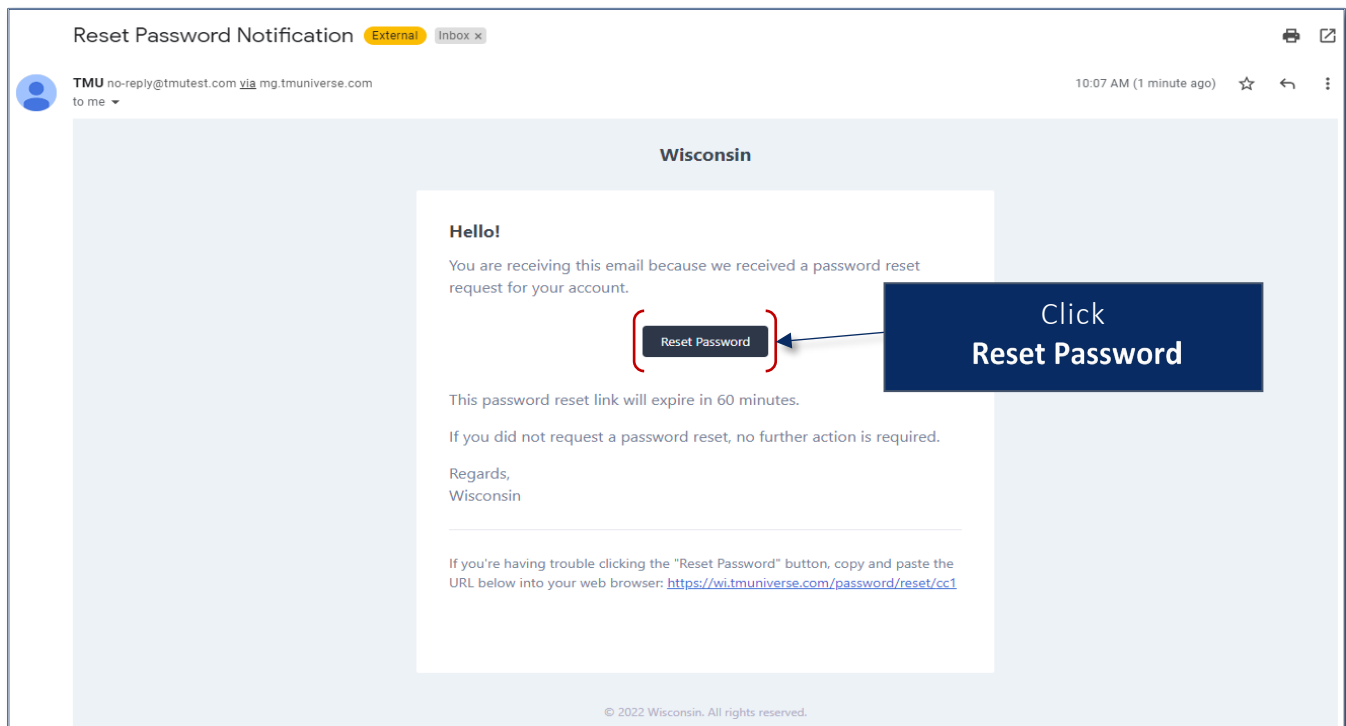 Reset Password Notification External Inbox ×
TMU no-reply@tmutest.com via mg.tmuniverse.com 10:07 AM (1 minute ago)
to me
Wisconsin
Hello!
You are receiving this email because we received a password reset
request for your account.
Reset Password
Click
Reset Password
This password reset link will expire in 60 minutes.
If you did not request a password reset, no further action is required.
Regards,
Wisconsin
If you're having trouble clicking the "Reset Password" button, copy and paste the
URL below into your web browser: https://wi.tmuniverse.com/password/reset/cc1
© 2022 Wisconsin. All rights reserved.